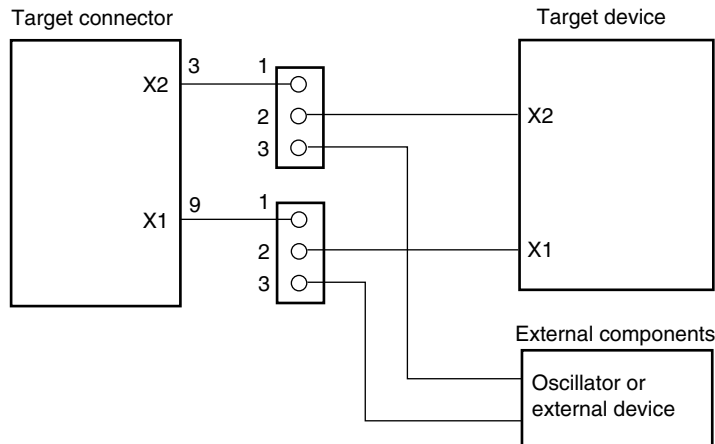 Target connector
Target device
X2
3
1
2
3
X2
X1
9
1
2
3
X1
External components
Oscillator or
external device